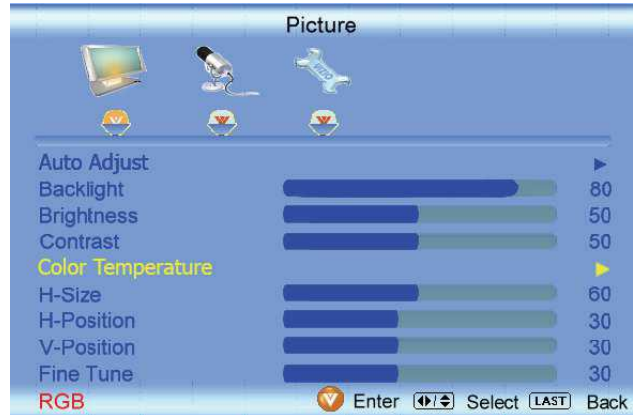 Picture
VIZIO
Auto Adjust
Backlight 80
Brightness 50
Contrast 50
Color Temperature
H-Size 60
H-Position 30
V-Position 30
Fine Tune 30
RGB Enter Select LAST Back